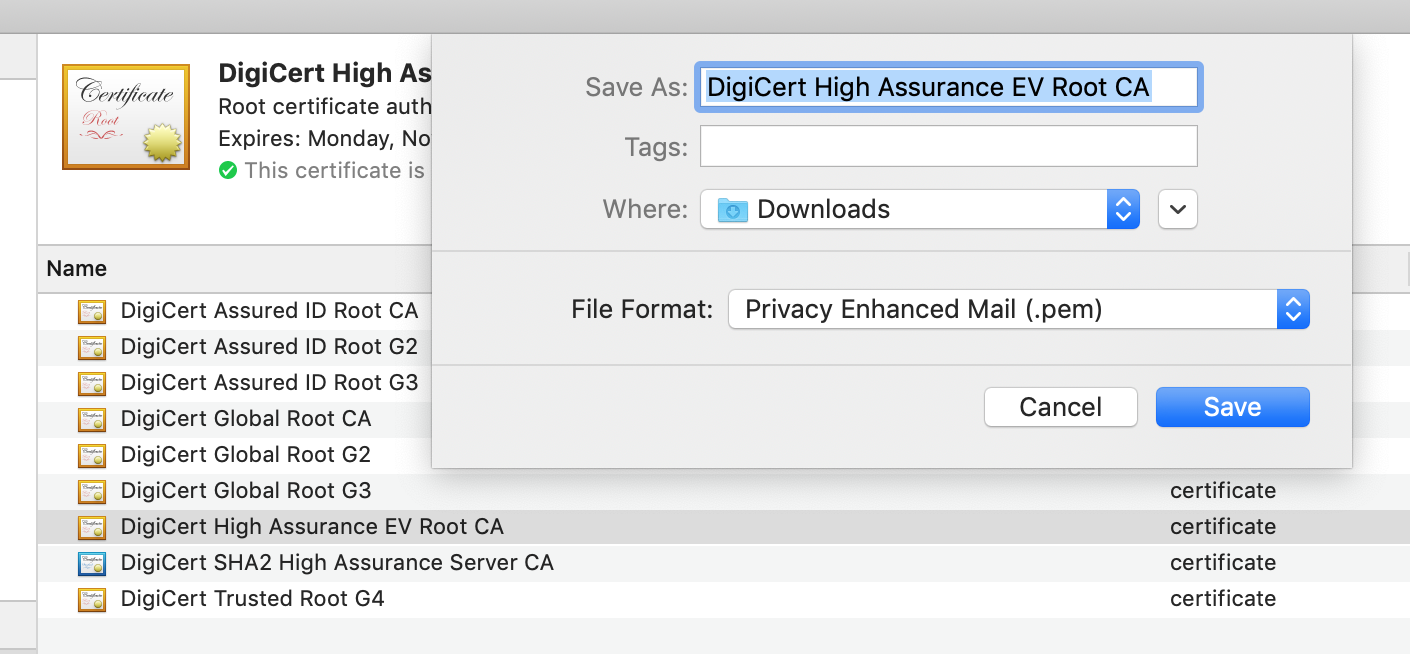 Certificate
Root
DigiCert High As
Root certificate auth
Expires: Monday, No
This certificate is
Save As: DigiCert High Assurance EV Root CA
Tags:
Where: Downloads
File Format: Privacy Enhanced Mail (.pem)
Cancel Save
Name
DigiCert Assured ID Root CA
DigiCert Assured ID Root G2
DigiCert Assured ID Root G3
DigiCert Global Root CA
DigiCert Global Root G2
DigiCert Global Root G3 certificate
DigiCert High Assurance EV Root CA certificate
DigiCert SHA2 High Assurance Server CA certificate
DigiCert Trusted Root G4 certificate